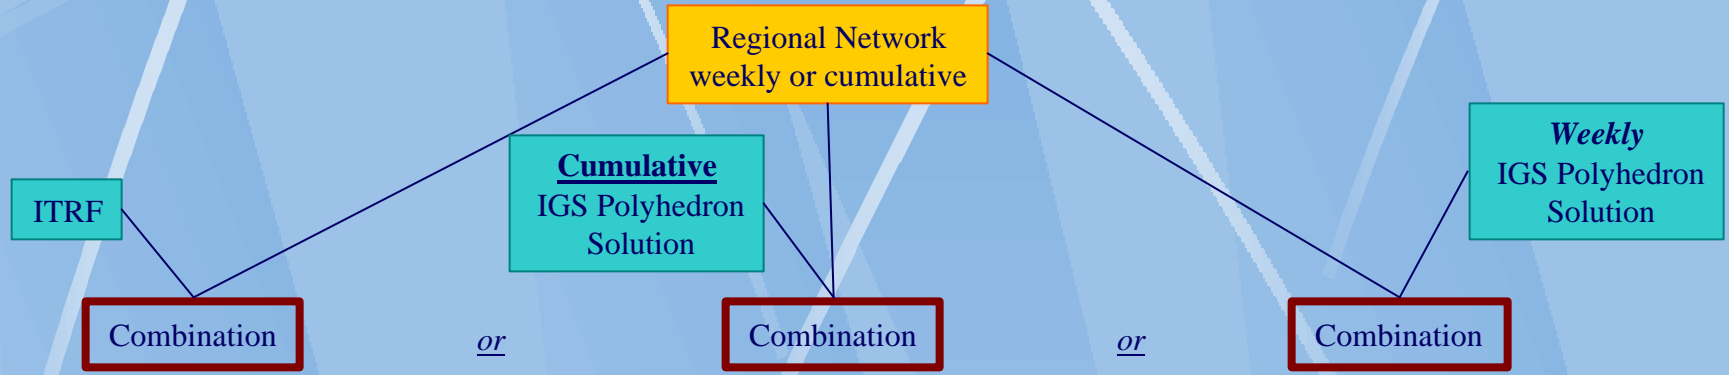 Regional Network
weekly or cumulative
ITRF
Cumulative
IGS Polyhedron
Solution
Weekly
IGS Polyhedron
Solution
Combination
or
Combination
or
Combination